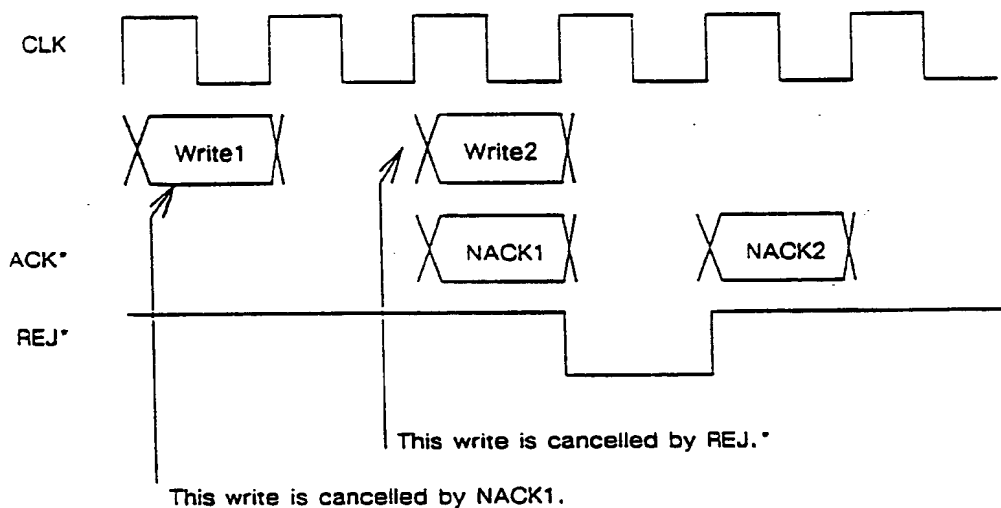 CLK
Write1
Write2
ACK*
NACK1
NACK2
REJ*
This write is cancelled by REJ.*
This write is cancelled by NACK1.